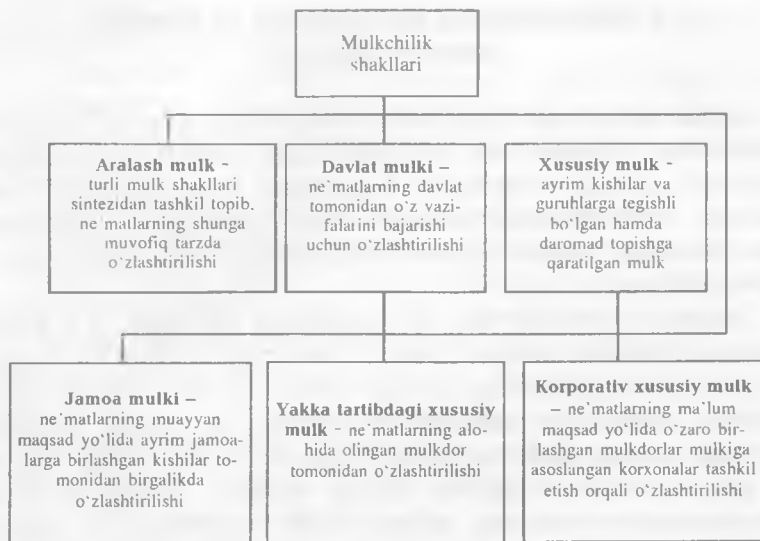 Mulkchilik
shakllari
Aralash mulk -
turli mulk shakllari
sintezidan tashkil topib,
ne'matlarning shunga
muvofiq tarzda
o‘zlashtirilishi
Davlat mulki –
ne'matlarning davlat
tomonidan o‘z vazi-
falarini bajarishi
uchun o‘zlashtirilishi
Xususiy mulk -
ayrim kishilar va
guruhlarga tegishli
bo‘lgan hamda
daromad topishga
qaratilgan mulk
Jamoa mulki –
ne'matlarning muayyan
maqsad yo‘lida ayrim jamoa-
larga birlashgan kishilar to-
monidan birgalikda
o‘zlashtirilishi
Yakka tartibdagi xususiy
mulk - ne'matlarning alo-
hida olingan mulkdor
tomonidan o‘zlashtirilishi
Korporativ xususiy mulk
– ne'matlarning ma'lum
maqsad yo‘lida o‘zaro bir-
lashgan mulkdorlar mulkiga
asoslangan korxonalar tashkil
etish orqali o‘zlashtirilishi